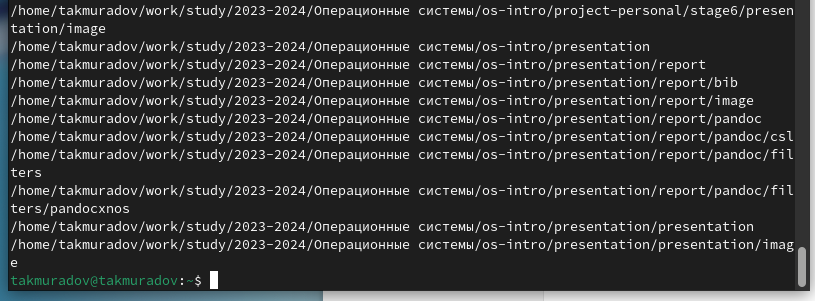 /home/takmuradov/work/study/2023-2024/Операционные системы/os-intro/project-personal/stage6/presen
tation/image
/home/takmuradov/work/study/2023-2024/Операционные системы/os-intro/presentation
/home/takmuradov/work/study/2023-2024/Операционные системы/os-intro/presentation/report
/home/takmuradov/work/study/2023-2024/Операционные системы/os-intro/presentation/report/bib
/home/takmuradov/work/study/2023-2024/Операционные системы/os-intro/presentation/report/image
/home/takmuradov/work/study/2023-2024/Операционные системы/os-intro/presentation/report/pandoc
/home/takmuradov/work/study/2023-2024/Операционные системы/os-intro/presentation/report/pandoc/csl
/home/takmuradov/work/study/2023-2024/Операционные системы/os-intro/presentation/report/pandoc/fil
ters
/home/takmuradov/work/study/2023-2024/Операционные системы/os-intro/presentation/report/pandoc/fil
ters/pandocxnos
/home/takmuradov/work/study/2023-2024/Операционные системы/os-intro/presentation/presentation
/home/takmuradov/work/study/2023-2024/Операционные системы/os-intro/presentation/presentation/imag
e
takmuradov@takmuradov:~$